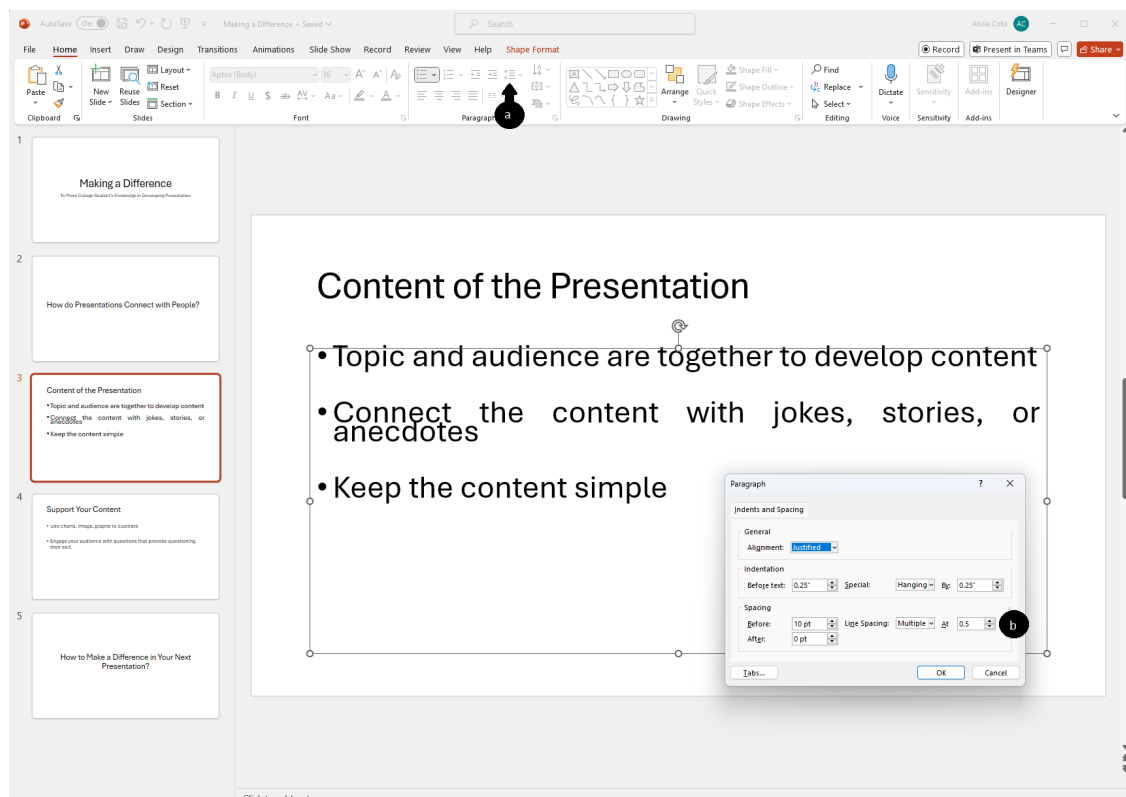 AutoSave On Making a Difference • Saved Search Alicia Cota AC
File Home Insert Draw Design Transitions Animations Slide Show Record Review View Help Shape Format Record Present in Teams Share
Paste
New Slide
Reuse Slides
Layout
Reset
Section
Aptos (Body) 36
B I U S ab AV Aa A
Arrange
Quick Styles
Shape Fill
Shape Outline
Shape Effects
Find
Replace
Select
Dictate
Sensitivity
Add-ins
Designer
Clipboard Slides Font Paragraph Drawing Editing Voice Sensitivity Add-ins
a
1
Making a Difference
To Prove College Student's Knowledge in Developing Presentation
2
How do Presentations Connect with People?
3
Content of the Presentation
•Topic and audience are together to develop content
•Connect the content with jokes, stories, or
anecdotes
•Keep the content simple
4
Support Your Content
• Use charts, image, graphs to illustrate
• Engage your audience with questions that provoke questioning
their self.
5
How to Make a Difference in Your Next
Presentation?
Content of the Presentation
•Topic and audience are together to develop content
•Connect the content with jokes, stories, or
anecdotes
•Keep the content simple
Paragraph ?
Indents and Spacing
General
Alignment: Justified
Indentation
Before text: 0.25" Special: Hanging By: 0.25"
Spacing
Before: 10 pt Line Spacing: Multiple At 0.5
b
After: 0 pt
Tabs... OK Cancel